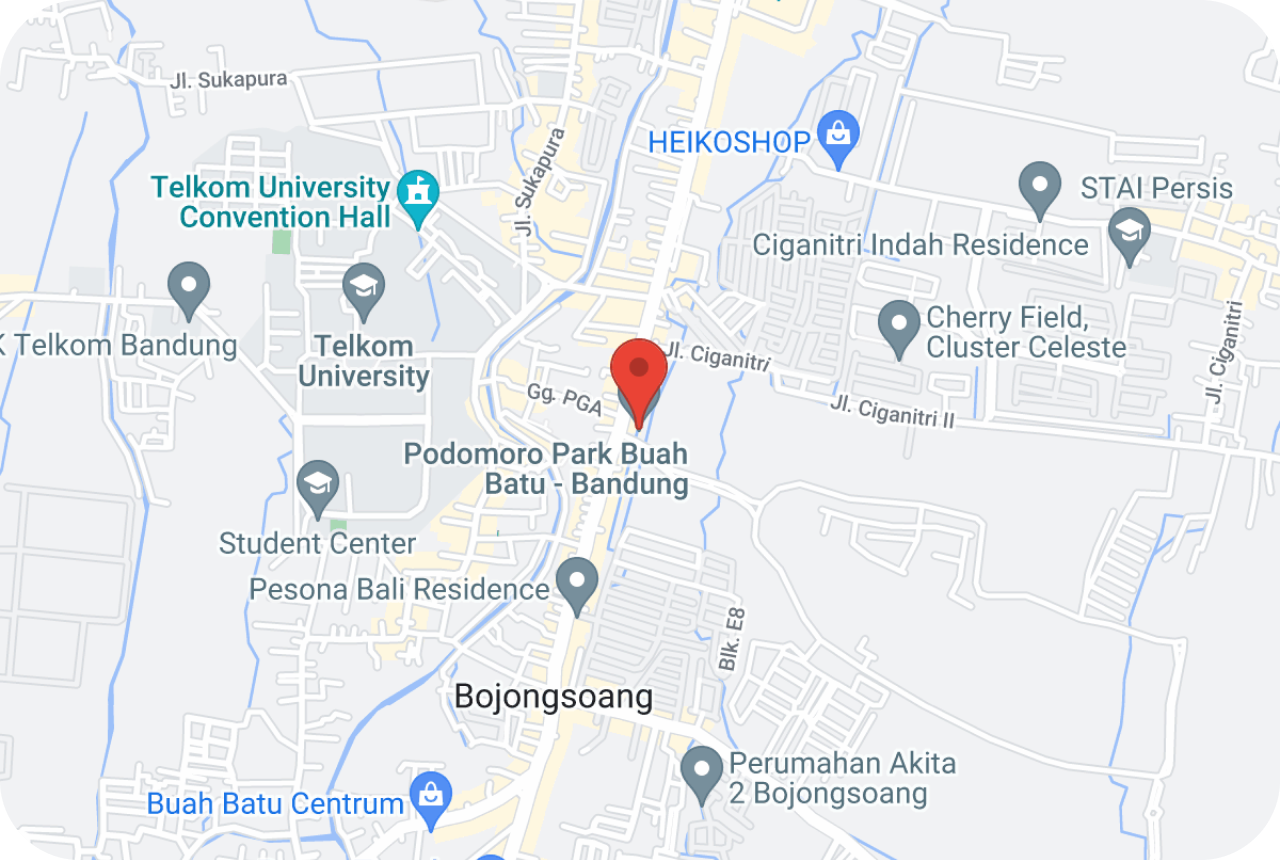 Jl. Sukapura
HEIKOSHOP
Jl. Sukapura
Telkom University
Convention Hall
STAI Persis
Ciganitri Indah Residence
K Telkom Bandung
Telkom
University
Cherry Field,
Cluster Celeste
Jl. Ciganitri
Jl. Ciganitri
Gg. PGA
Jl. Ciganitri II
Podomoro Park Buah
Batu - Bandung
Student Center
Pesona Bali Residence
Blk. E8
Bojongsoang
Perumahan Akita
2 Bojongsoang
Buah Batu Centrum